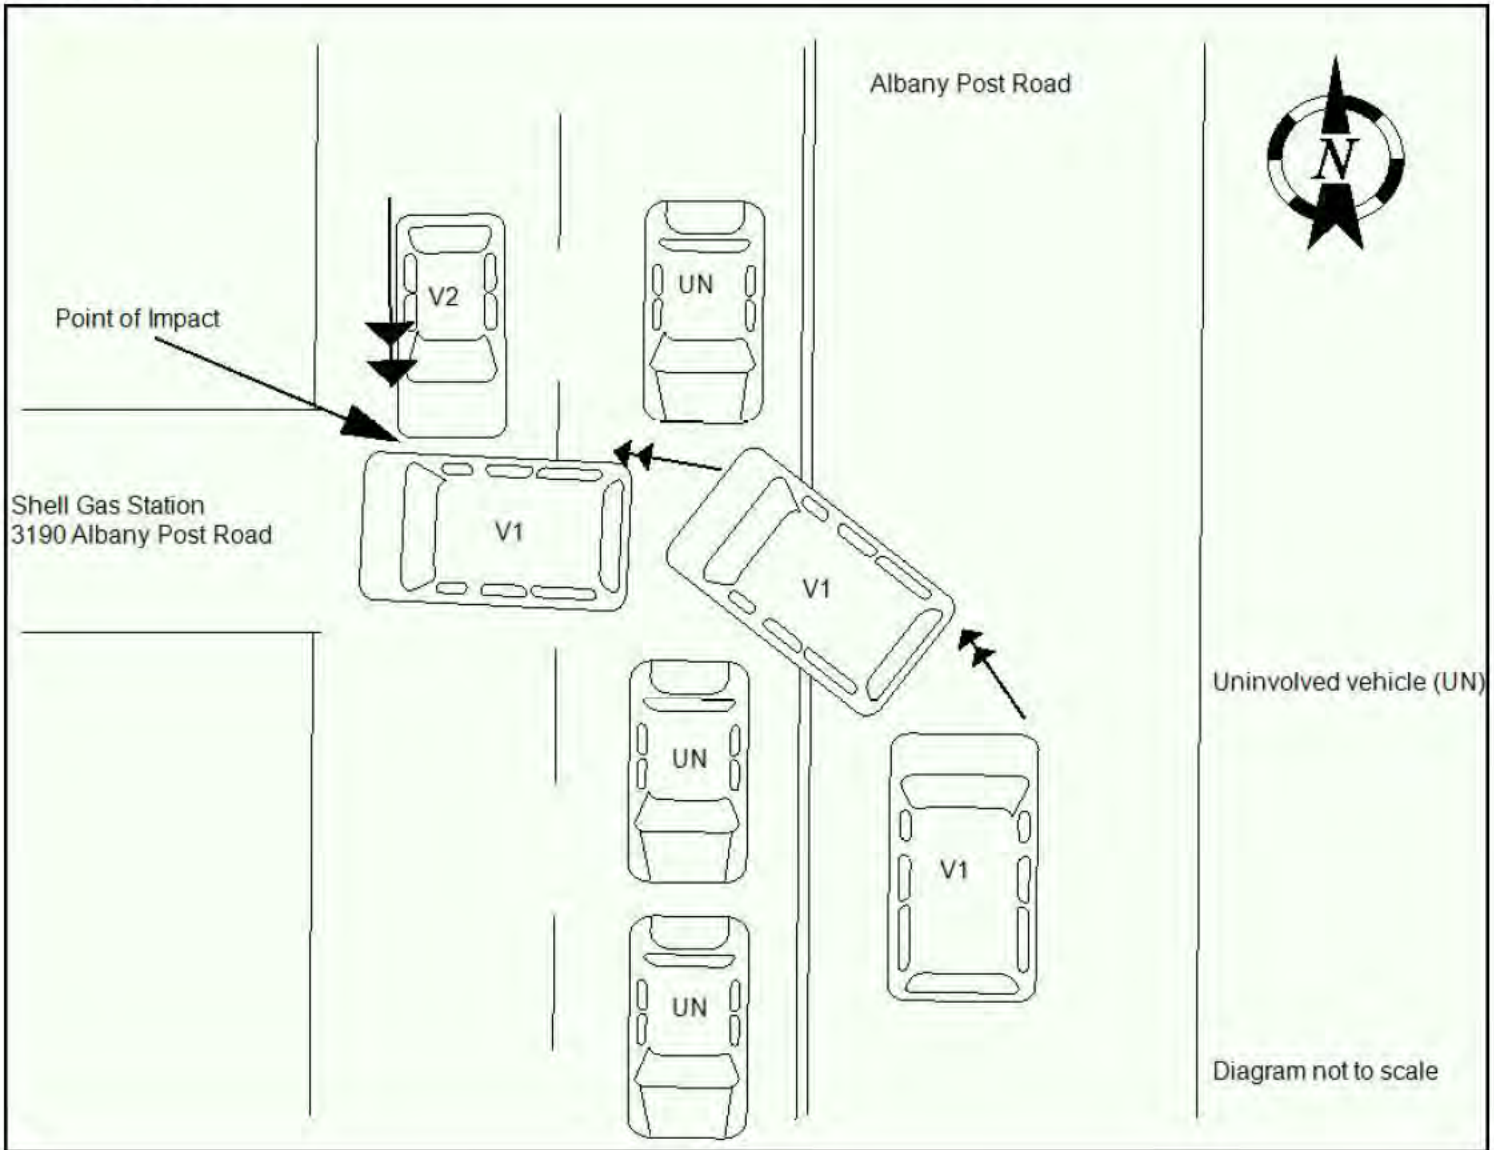 Albany Post Road
N
V2
UN
Point of Impact
Shell Gas Station
3190 Albany Post Road
V1
V1
Uninvolved vehicle (UN)
UN
V1
UN
Diagram not to scale